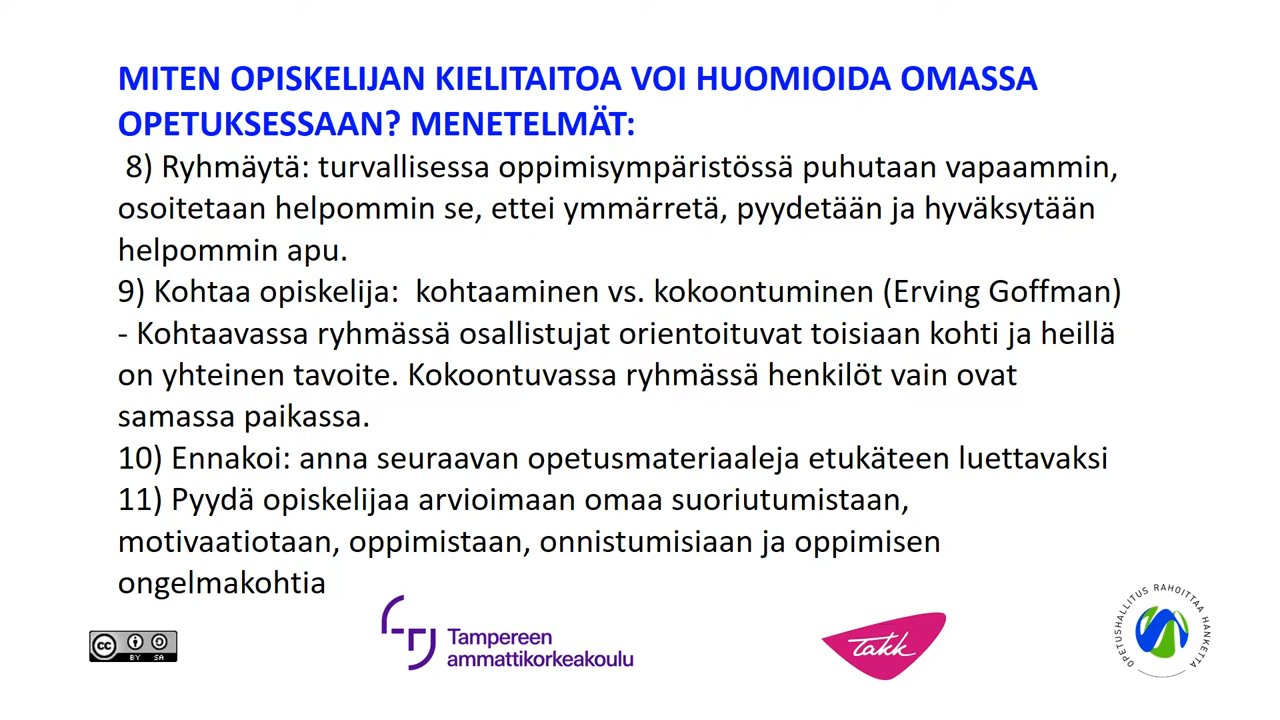 MITEN OPISKELIJAN KIELITAITOA VOI HUOMIOIDA OMASSA
OPETUKSESSAAN? MENETELMÄT:
8) Ryhmäytä: turvallisessa oppimisympäristössä puhutaan vapaammin,
osoitetaan helpommin se, ettei ymmärretä, pyydetään ja hyväksytään
helpommin apu.
9) Kohtaa opiskelija:  kohtaaminen vs. kokoontuminen (Erving Goffman)
- Kohtaavassa ryhmässä osallistujat orientoituvat toisiaan kohti ja heillä
on yhteinen tavoite. Kokoontuvassa ryhmässä henkilöt vain ovat
samassa paikassa.
10) Ennakoi: anna seuraavan opetusmateriaaleja etukäteen luettavaksi
11) Pyydä opiskelijaa arvioimaan omaa suoriutumistaan,
motivaatiotaan, oppimistaan, onnistumisiaan ja oppimisen
ongelmakohtia
cc BY SA
Tampereen
ammattikorkeakoulu
takk
OPETUSHALLITUS RAHOITTAA HANKETTA